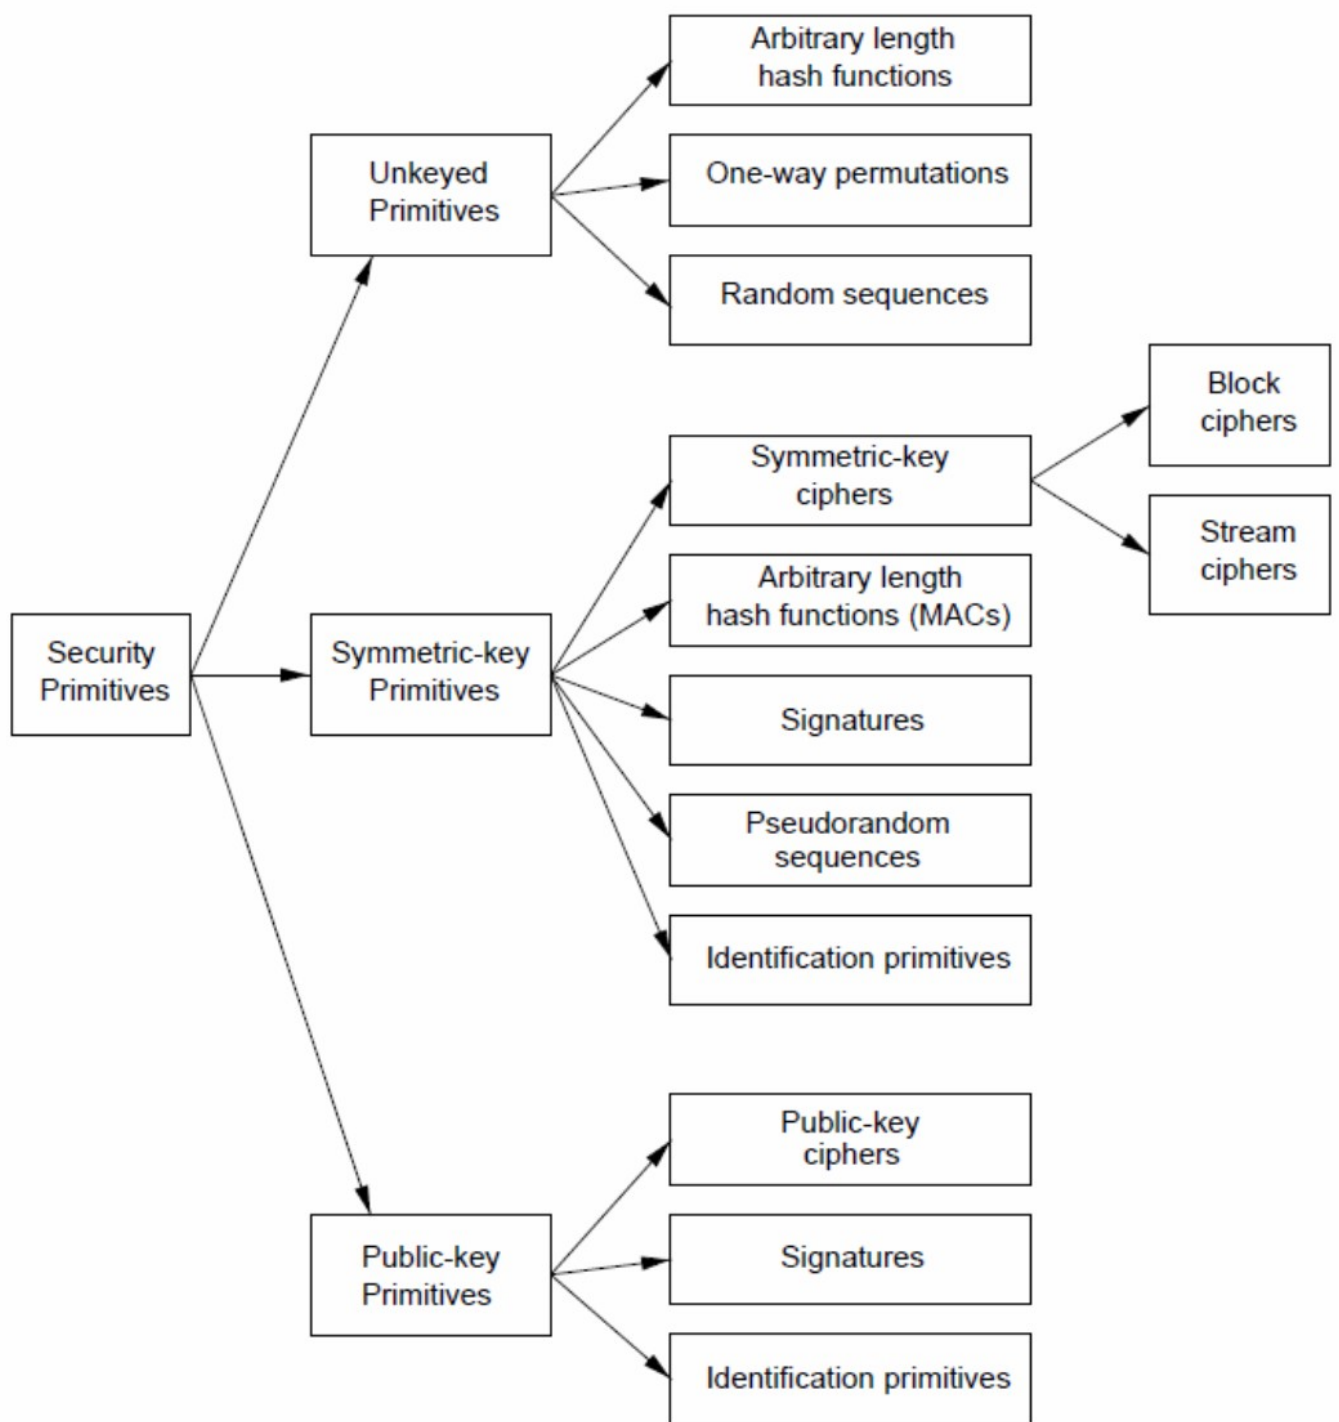 Arbitrary length
hash functions
Unkeyed
Primitives
One-way permutations
Random sequences
Block
ciphers
Symmetric-key
ciphers
Stream
ciphers
Arbitrary length
hash functions (MACs)
Security
Primitives
Symmetric-key
Primitives
Signatures
Pseudorandom
sequences
Identification primitives
Public-key
ciphers
Public-key
Primitives
Signatures
Identification primitives